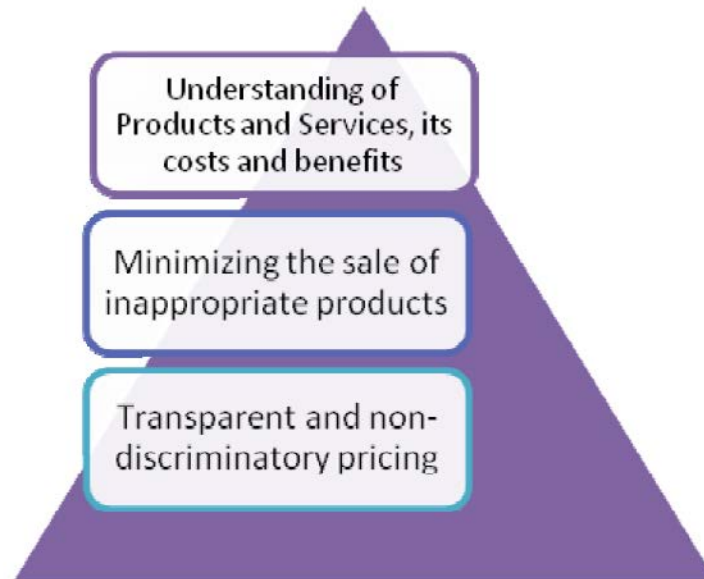 Understanding of
Products and Services, its
costs and benefits
Minimizing the sale of
inappropriate products
Transparent and non-
discriminatory pricing